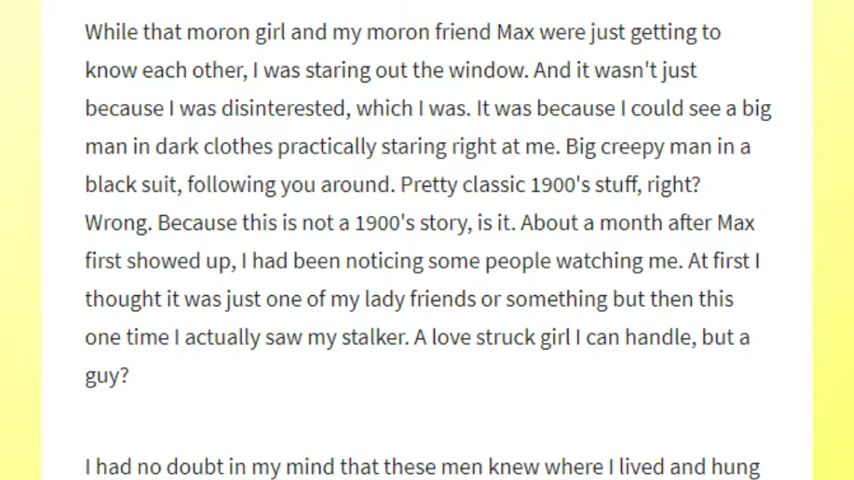 While that moron girl and my moron friend Max were just getting to
know each other, I was staring out the window. And it wasn't just
because I was disinterested, which I was. It was because I could see a big
man in dark clothes practically staring right at me. Big creepy man in a
black suit, following you around. Pretty classic 1900's stuff, right?
Wrong. Because this is not a 1900's story, is it. About a month after Max
first showed up, I had been noticing some people watching me. At first I
thought it was just one of my lady friends or something but then this
one time I actually saw my stalker. A love struck girl I can handle, but a
guy?
I had no doubt in my mind that these men knew where I lived and hung